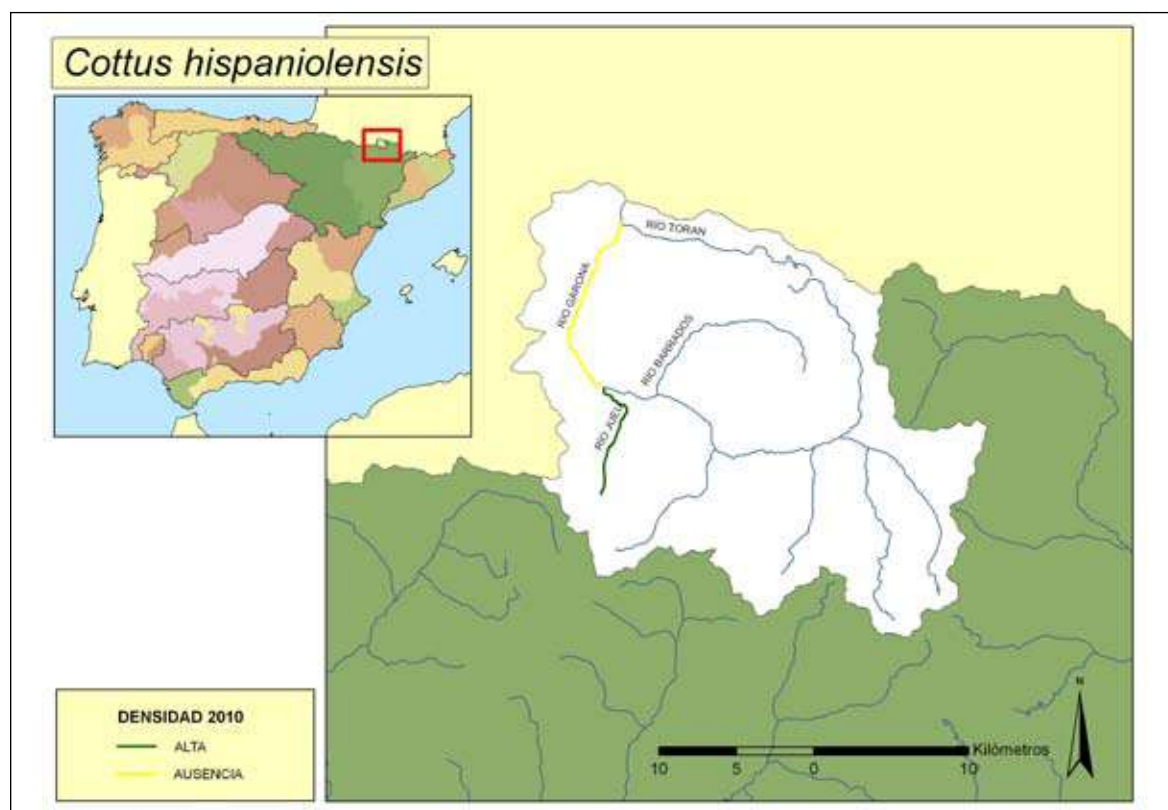 Cottus hispaniolensis
RIO TORAN
RIO GARONA
RIO BARRADOS
RIO JUEU
DENSIDAD 2010
ALTA
AUSENCIA
N
Kilómetros
10 5 0 10